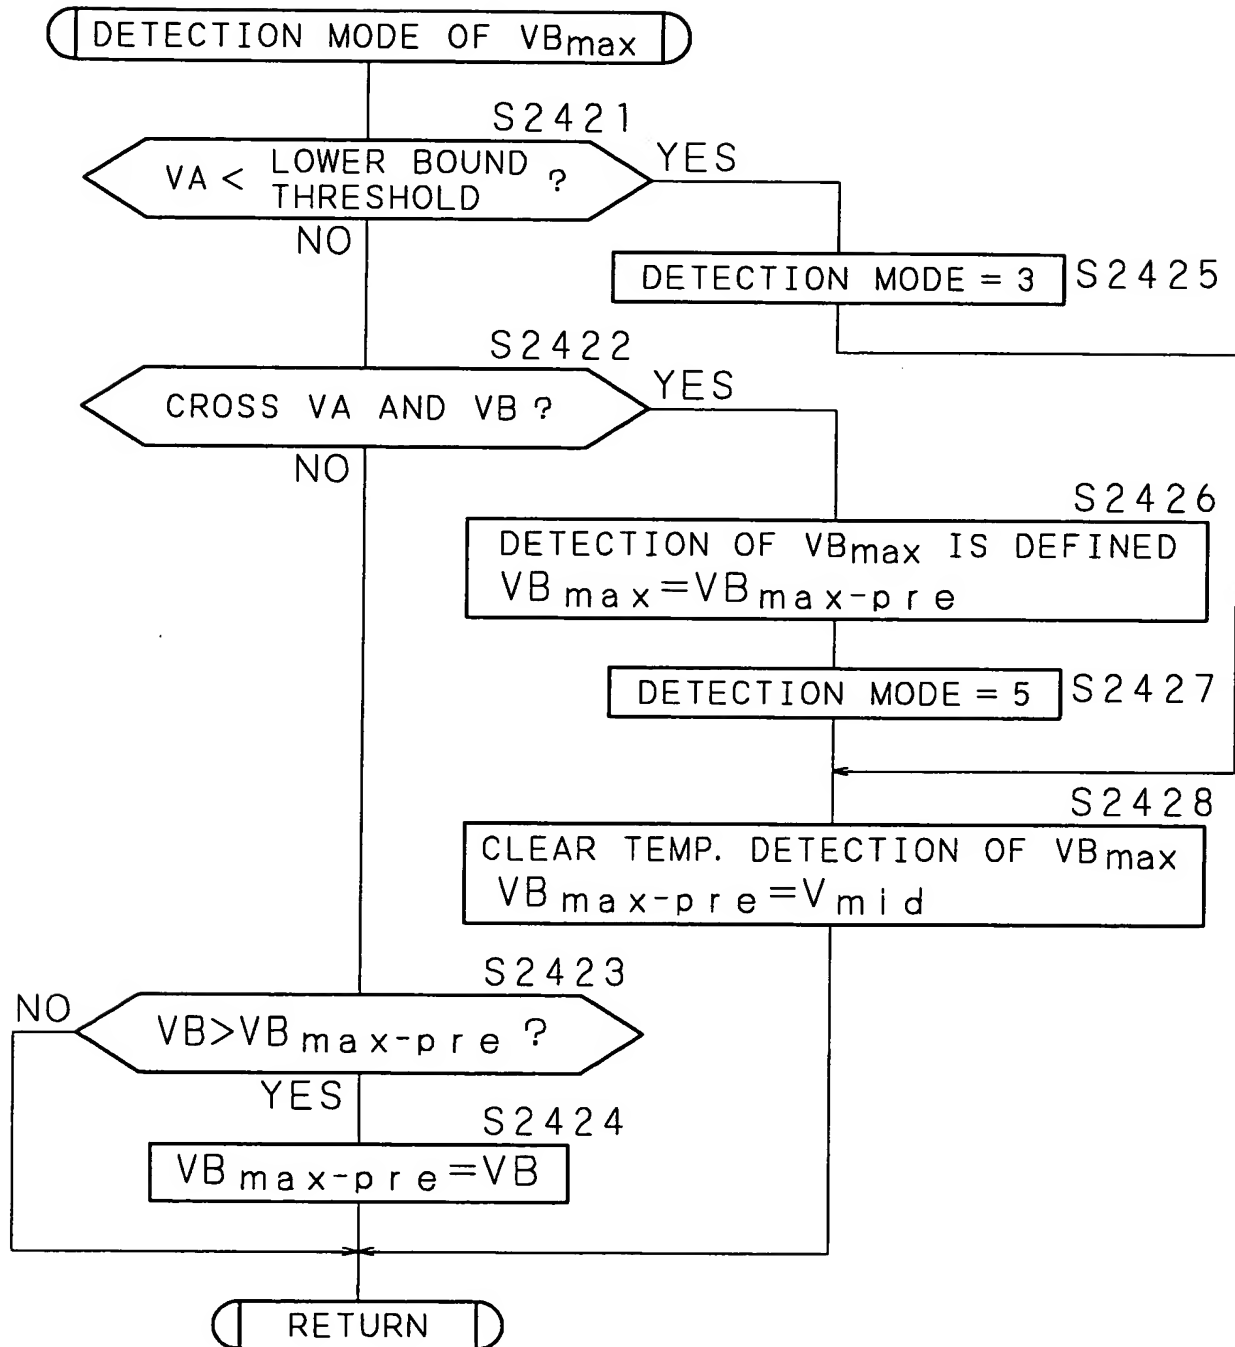 DETECTION MODE OF VBmax
S2421
VA < LOWER BOUND THRESHOLD ?
YES
NO
DETECTION MODE = 3
S2425
S2422
CROSS VA AND VB ?
YES
NO
S2426
DETECTION OF VBmax IS DEFINED
VBmax=VBmax-pre
DETECTION MODE = 5
S2427
S2428
CLEAR TEMP. DETECTION OF VBmax
VBmax-pre=Vmid
S2423
NO
VB>VBmax-pre ?
YES
S2424
VBmax-pre=VB
RETURN